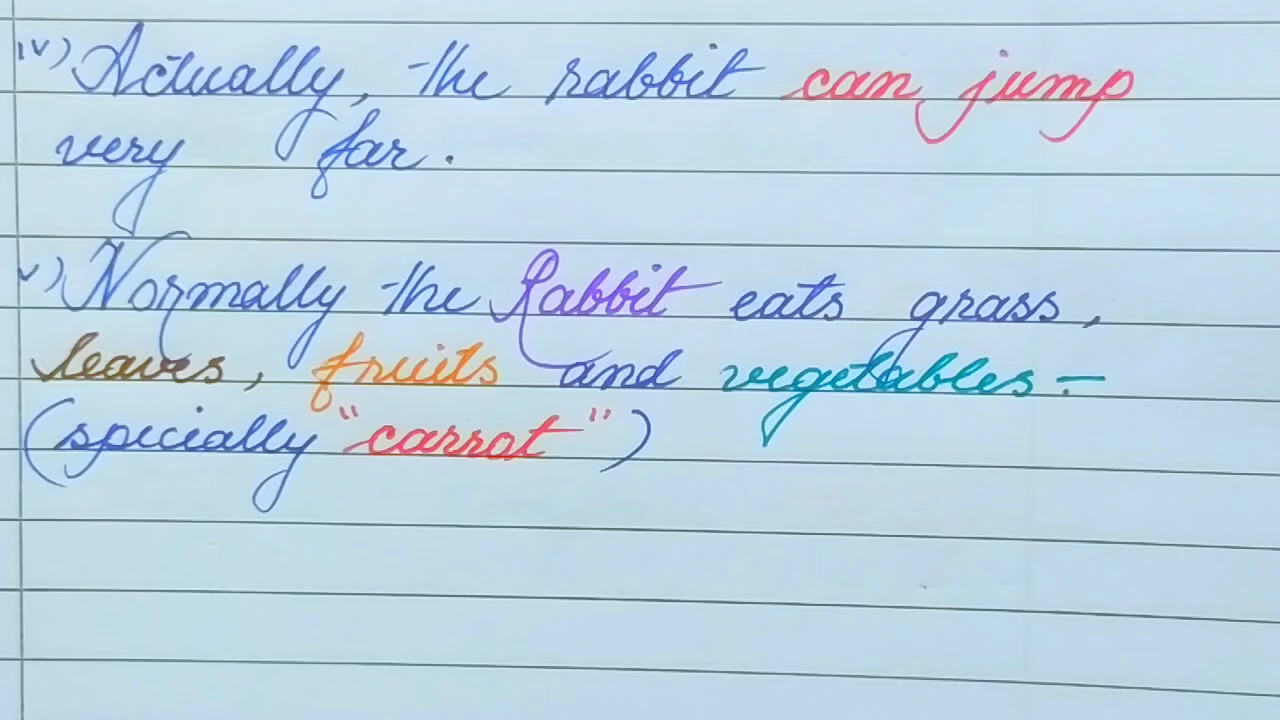 iv) Actually, the rabbit can jump
very far.
v) Normally the Rabbit eats grass,
leaves, fruits and vegetables :-
(specially "carrot")